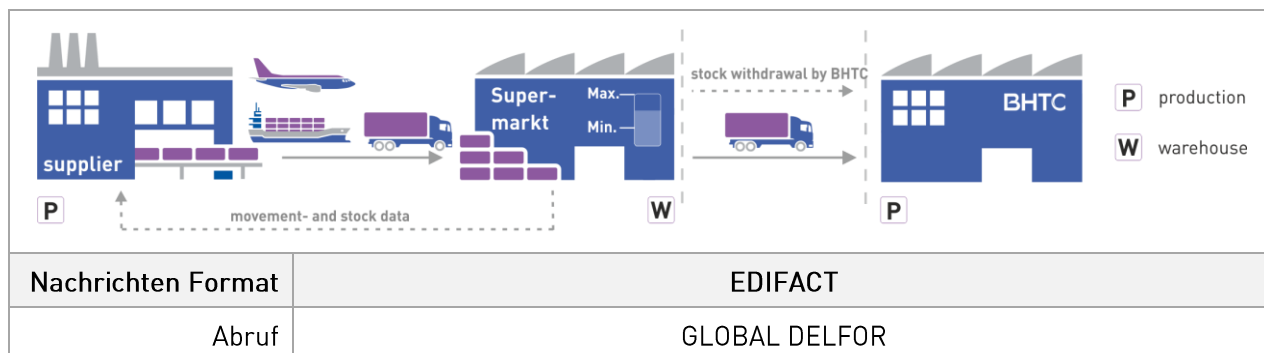 stock withdrawal by BHTC
Super-
markt
Max.
Min.
BHTC
P production
W warehouse
supplier
P
movement- and stock data
W
P
Nachrichten Format
EDIFACT
Abruf
GLOBAL DELFOR